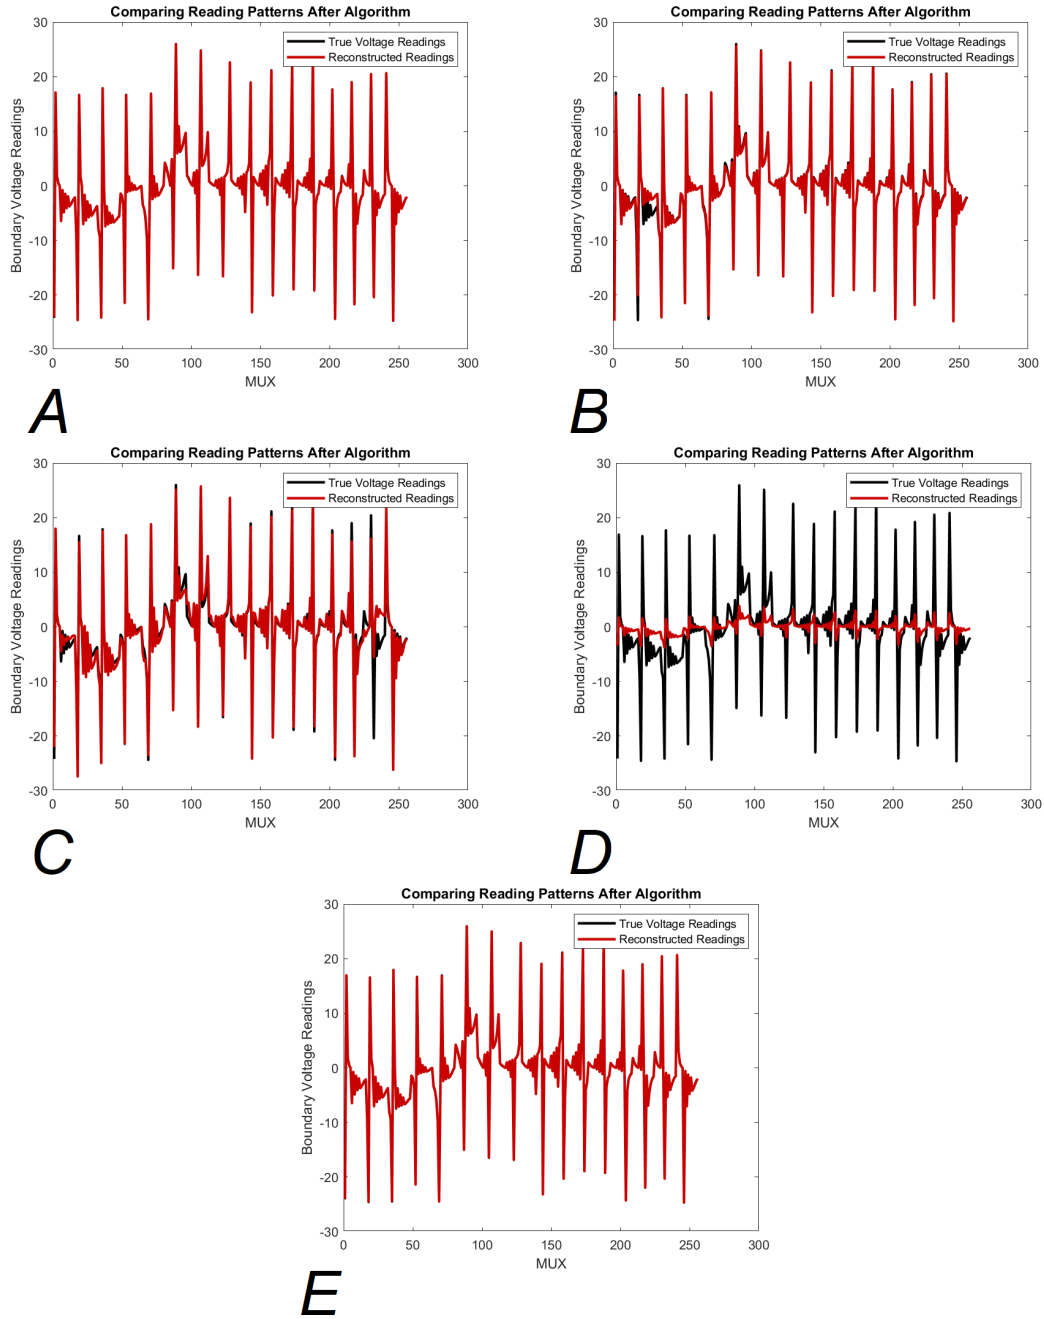 Comparing Reading Patterns After Algorithm
30
20
10
0
-10
-20
-30
Boundary Voltage Readings
True Voltage Readings
Reconstructed Readings
0 50 100 150 200 250 300
MUX
A
Comparing Reading Patterns After Algorithm
30
20
10
0
-10
-20
-30
Boundary Voltage Readings
True Voltage Readings
Reconstructed Readings
0 50 100 150 200 250 300
MUX
B
Comparing Reading Patterns After Algorithm
30
20
10
0
-10
-20
-30
Boundary Voltage Readings
True Voltage Readings
Reconstructed Readings
0 50 100 150 200 250 300
MUX
C
Comparing Reading Patterns After Algorithm
30
20
10
0
-10
-20
-30
Boundary Voltage Readings
True Voltage Readings
Reconstructed Readings
0 50 100 150 200 250 300
MUX
D
Comparing Reading Patterns After Algorithm
30
20
10
0
-10
-20
-30
Boundary Voltage Readings
True Voltage Readings
Reconstructed Readings
0 50 100 150 200 250 300
MUX
E